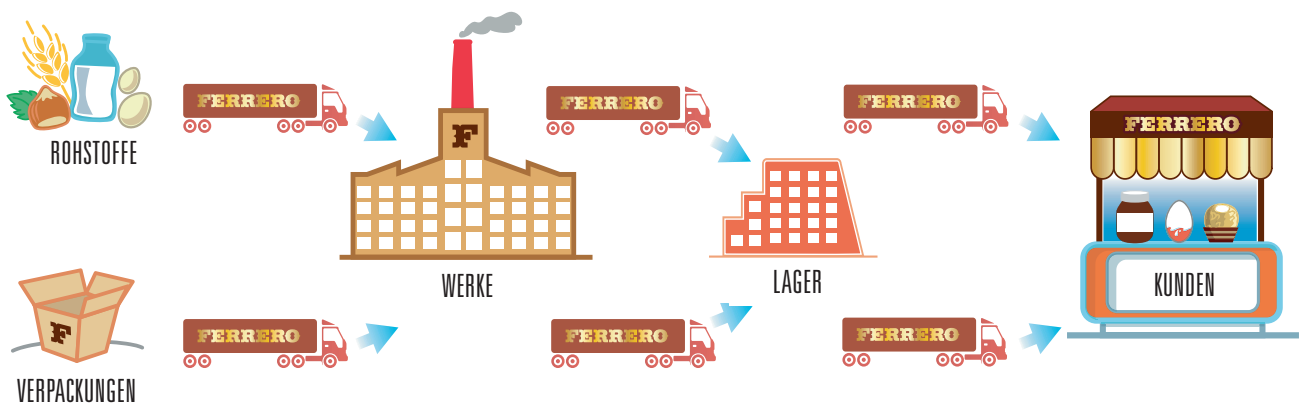 FERRERO
FERRERO
FERRERO
FERRERO
F
ROHSTOFFE
WERKE
LAGER
KUNDEN
F
FERRERO
FERRERO
FERRERO
VERPACKUNGEN